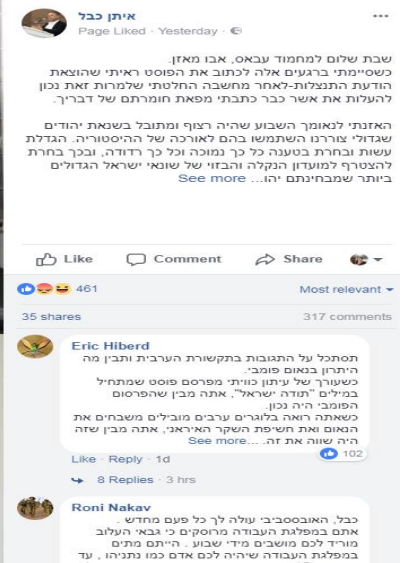 איתן כבל
Page Liked · Yesterday ·
שבת שלום למחמוד עבאס, אבו מאזן.
כשסיימתי ברגעים אלה לכתוב את הפוסט ראיתי שהוצאת
הודעת התנצלות-לאחר מחשבה החלטתי שלמרות זאת נכון
להעלות את אשר כבר כתבתי מפאת חומרתם של דבריך.
האזנתי לנאומך השבוע שהיה רצוף ומתובל בשנאת יהודים
שגדולי צוררנו השתמשו בהם לאורכה של ההיסטוריה. הגדלת
עשות ובחרת בטענה כל כך נמוכה וכל כך רדודה, ובכך בחרת
להצטרף למועדון הנקלה והבזוי של שונאי ישראל הגדולים
ביותר שמבחינתם יהו... See more
Like Comment Share
461 Most relevant
35 shares 317 comments
Eric Hiberd
תסתכל על התגובות בתקשורת הערבית ותבין מה
היתרון בנאום פומבי.
כשעורך של עיתון כוויתי מפרסם פוסט שמתחיל
במילים "תודה ישראל", אתה מבין שהפרסום
הפומבי היה נכון.
כשאתה רואה בלוגרים ערבים מובילים משבחים את
הנאום ואת חשיפת השקר האיראני, אתה מבין שזה
היה שווה את זה. ... See more
102
Like · Reply · 1d
8 Replies · 3 hrs
Roni Nakav
כבל, האובססביבי עולה לך כל פעם מחדש .
אתם במפלגת העבודה מרוסקים כי גבאי העלוב
מוריד לכם מושבים מידי שבוע . הייתם מתים
במפלגת העבודה שיהיה לכם אדם כמו נתניהו , עד